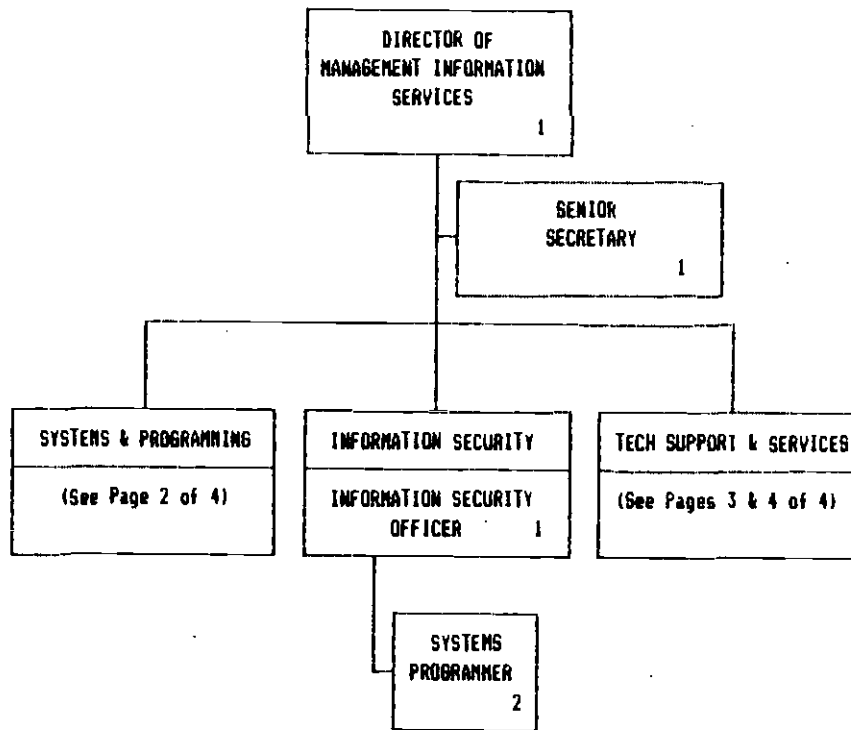 DIRECTOR OF
MANAGEMENT INFORMATION
SERVICES
1
SENIOR
SECRETARY
1
SYSTEMS & PROGRAMMING
(See Page 2 of 4)
INFORMATION SECURITY
INFORMATION SECURITY
OFFICER 1
TECH SUPPORT & SERVICES
(See Pages 3 & 4 of 4)
SYSTEMS
PROGRAMMER
2